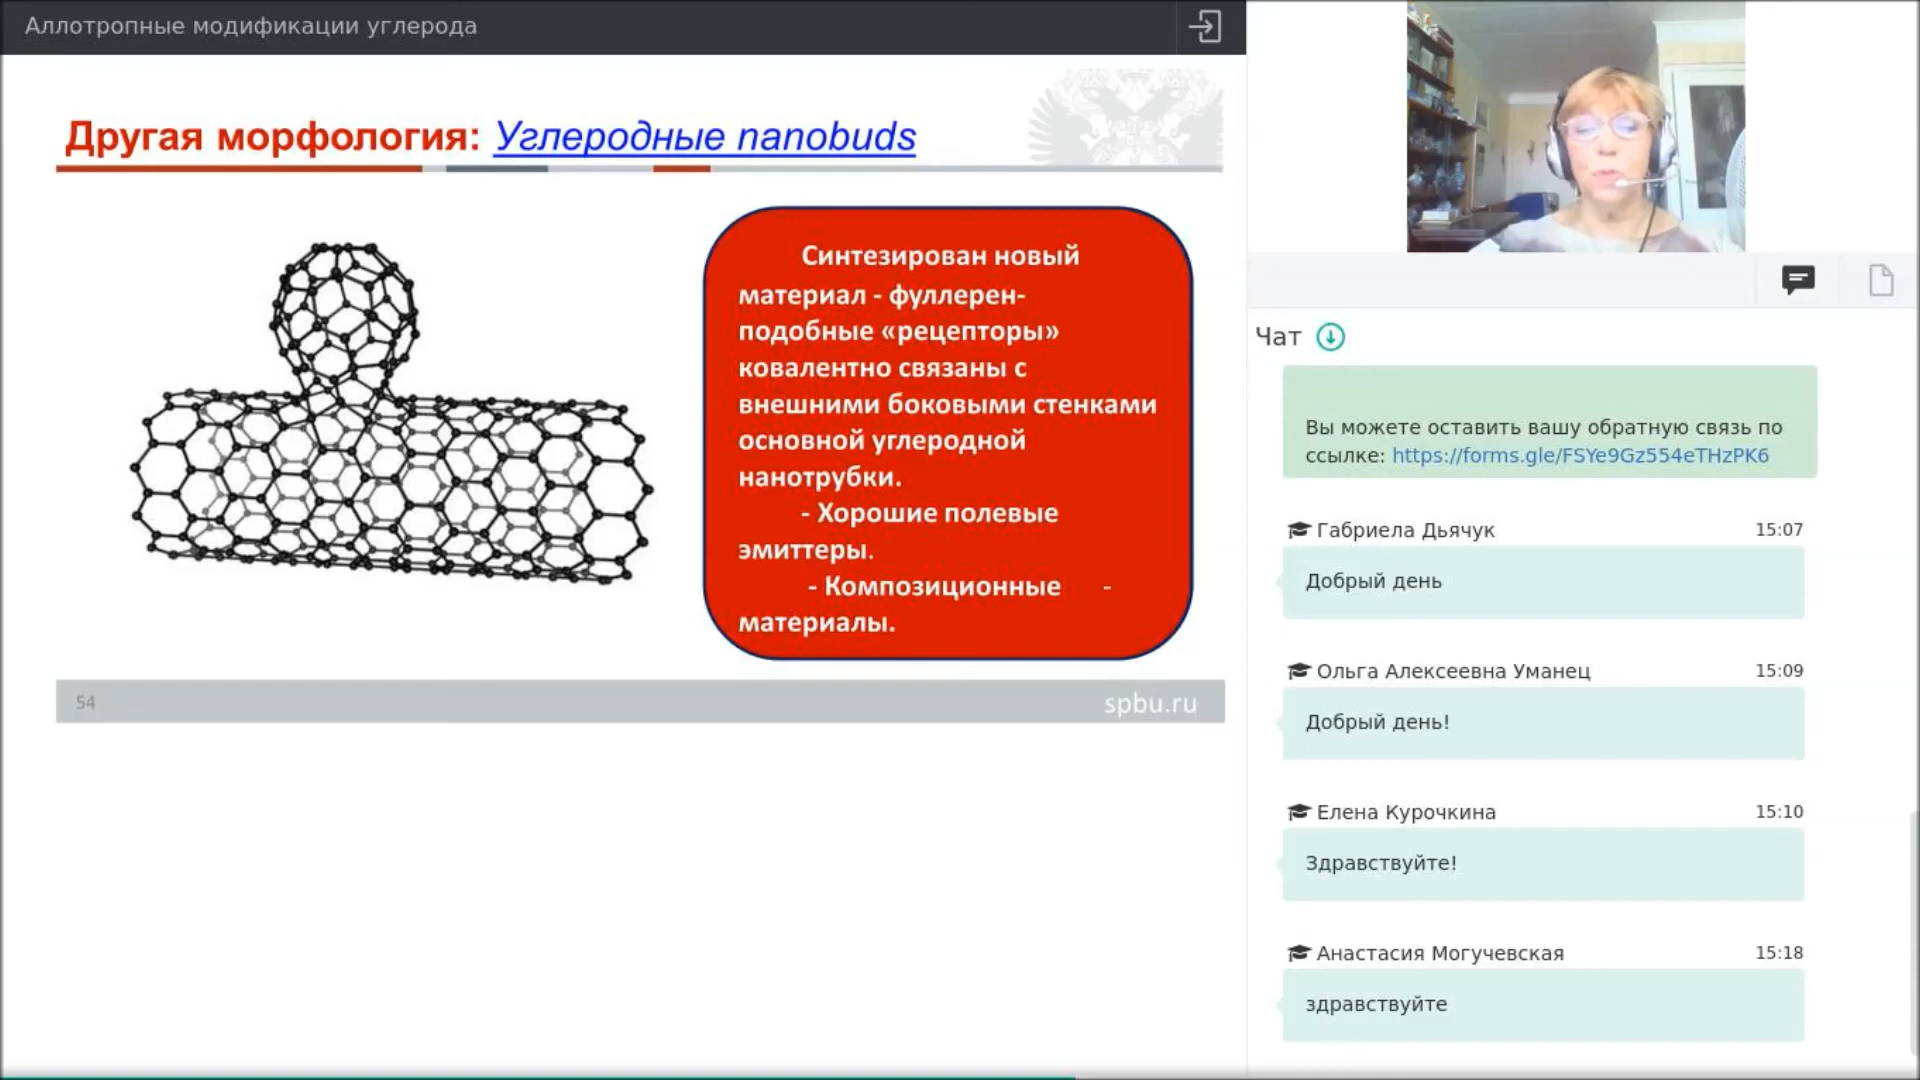 Аллотропные модификации углерода
Другая морфология: Углеродные nanobuds
Синтезирован новый
материал - фуллерен-
подобные «рецепторы»
ковалентно связаны с
внешними боковыми стенками
основной углеродной
нанотрубки.
- Хорошие полевые
эмиттеры.
- Композиционные -
материалы.
54
spbu.ru
Чат
Вы можете оставить вашу обратную связь по
ссылке: https://forms.gle/FSYe9Gz554eTHzPK6
Габриела Дьячук 15:07
Добрый день
Ольга Алексеевна Уманец 15:09
Добрый день!
Елена Курочкина 15:10
Здравствуйте!
Анастасия Могучевская 15:18
здравствуйте